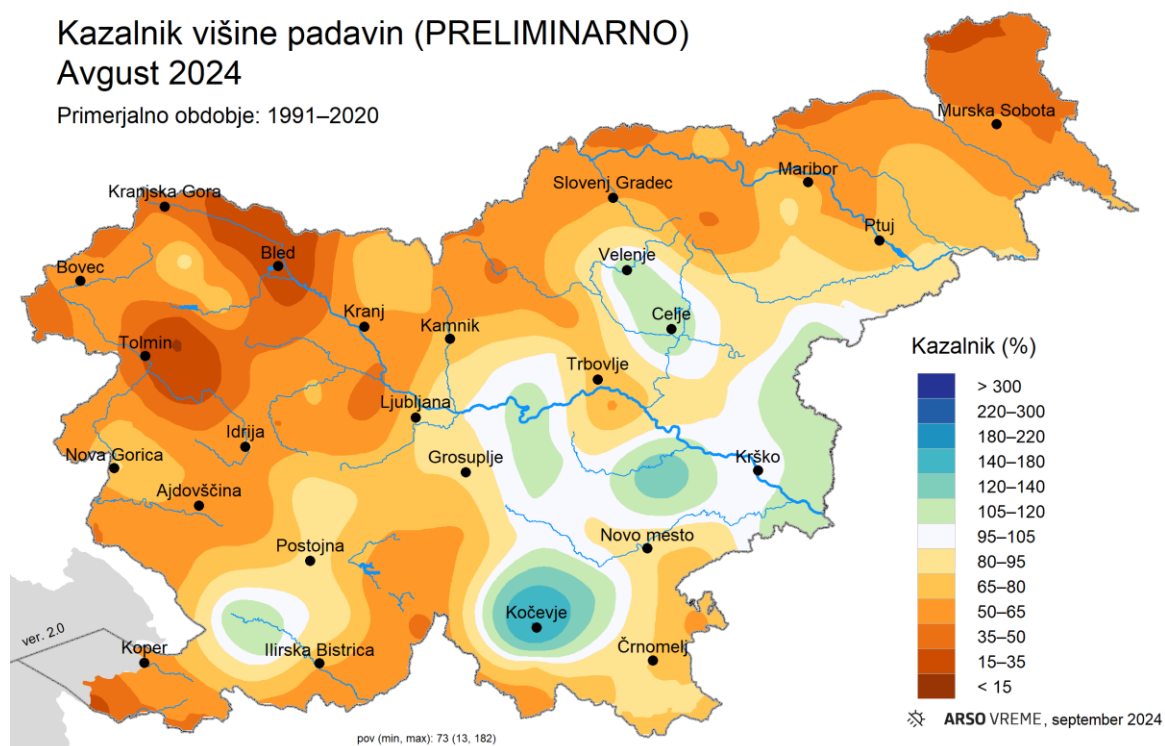 Kazalnik višine padavin (PRELIMINARNO)
Avgust 2024
Primerjalno obdobje: 1991–2020
Murska Sobota
Maribor
Slovenj Gradec
Kranjska Gora
Ptuj
Bled
Velenje
Bovec
Kranj
Celje
Kamnik
Tolmin
Trbovlje
Ljubljana
Idrija
Nova Gorica
Grosuplje
Krško
Ajdovščina
Novo mesto
Postojna
Kočevje
ver. 2.0
Koper
Ilirska Bistrica
Črnomelj
Kazalnik (%)
> 300
220–300
180–220
140–180
120–140
105–120
95–105
80–95
65–80
50–65
35–50
15–35
< 15
ARSO VREME, september 2024
pov (min, max): 73 (13, 182)